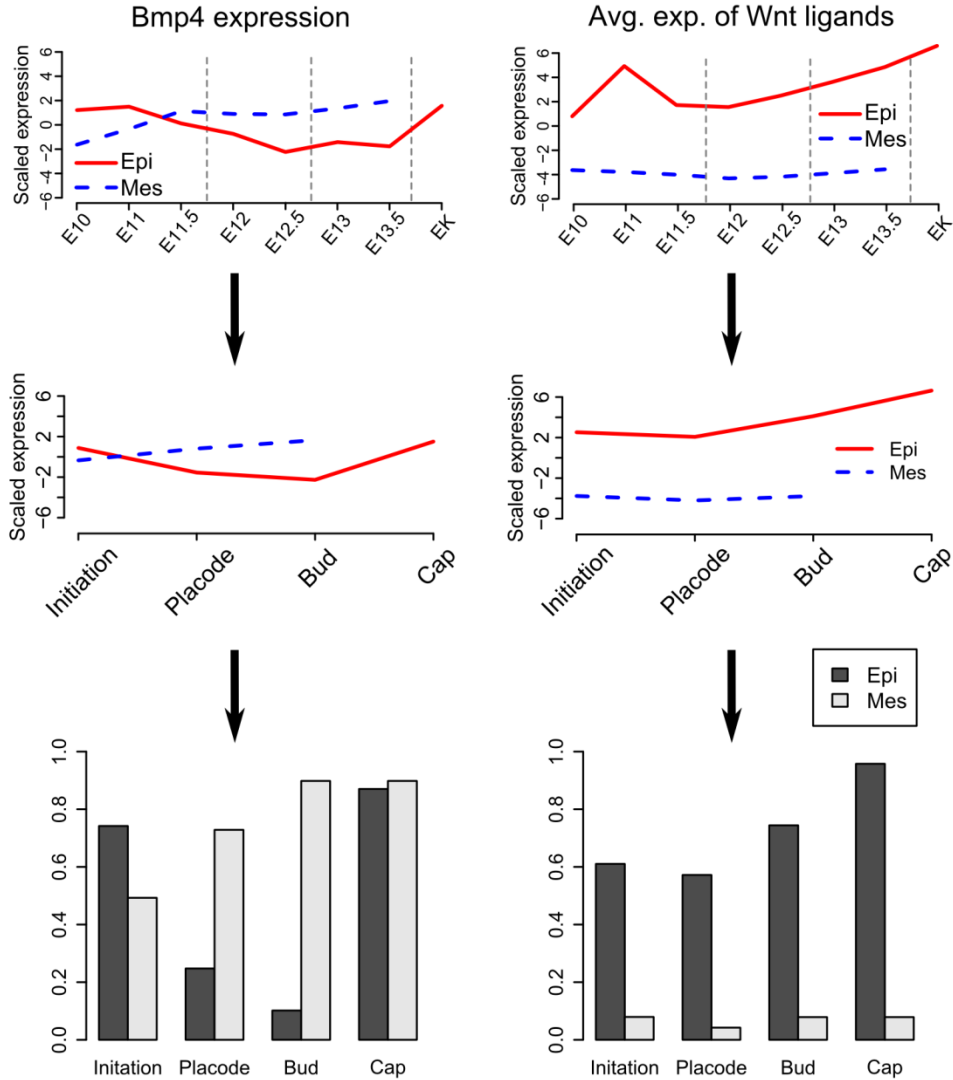 Bmp4 expression
Avg. exp. of Wnt ligands
Scaled expression
6
4
2
0
−2
−4
−6
Epi
Mes
E10
E11
E11.5
E12
E12.5
E13
E13.5
EK
Scaled expression
6
4
2
0
−2
−4
−6
Epi
Mes
E10
E11
E11.5
E12
E12.5
E13
E13.5
EK
Scaled expression
6
2
−2
−6
Initiation
Placode
Bud
Cap
Scaled expression
6
2
−2
−6
Epi
Mes
Initiation
Placode
Bud
Cap
Epi
Mes
1.0
0.8
0.6
0.4
0.2
0.0
Initation
Placode
Bud
Cap
1.0
0.8
0.6
0.4
0.2
0.0
Initation
Placode
Bud
Cap